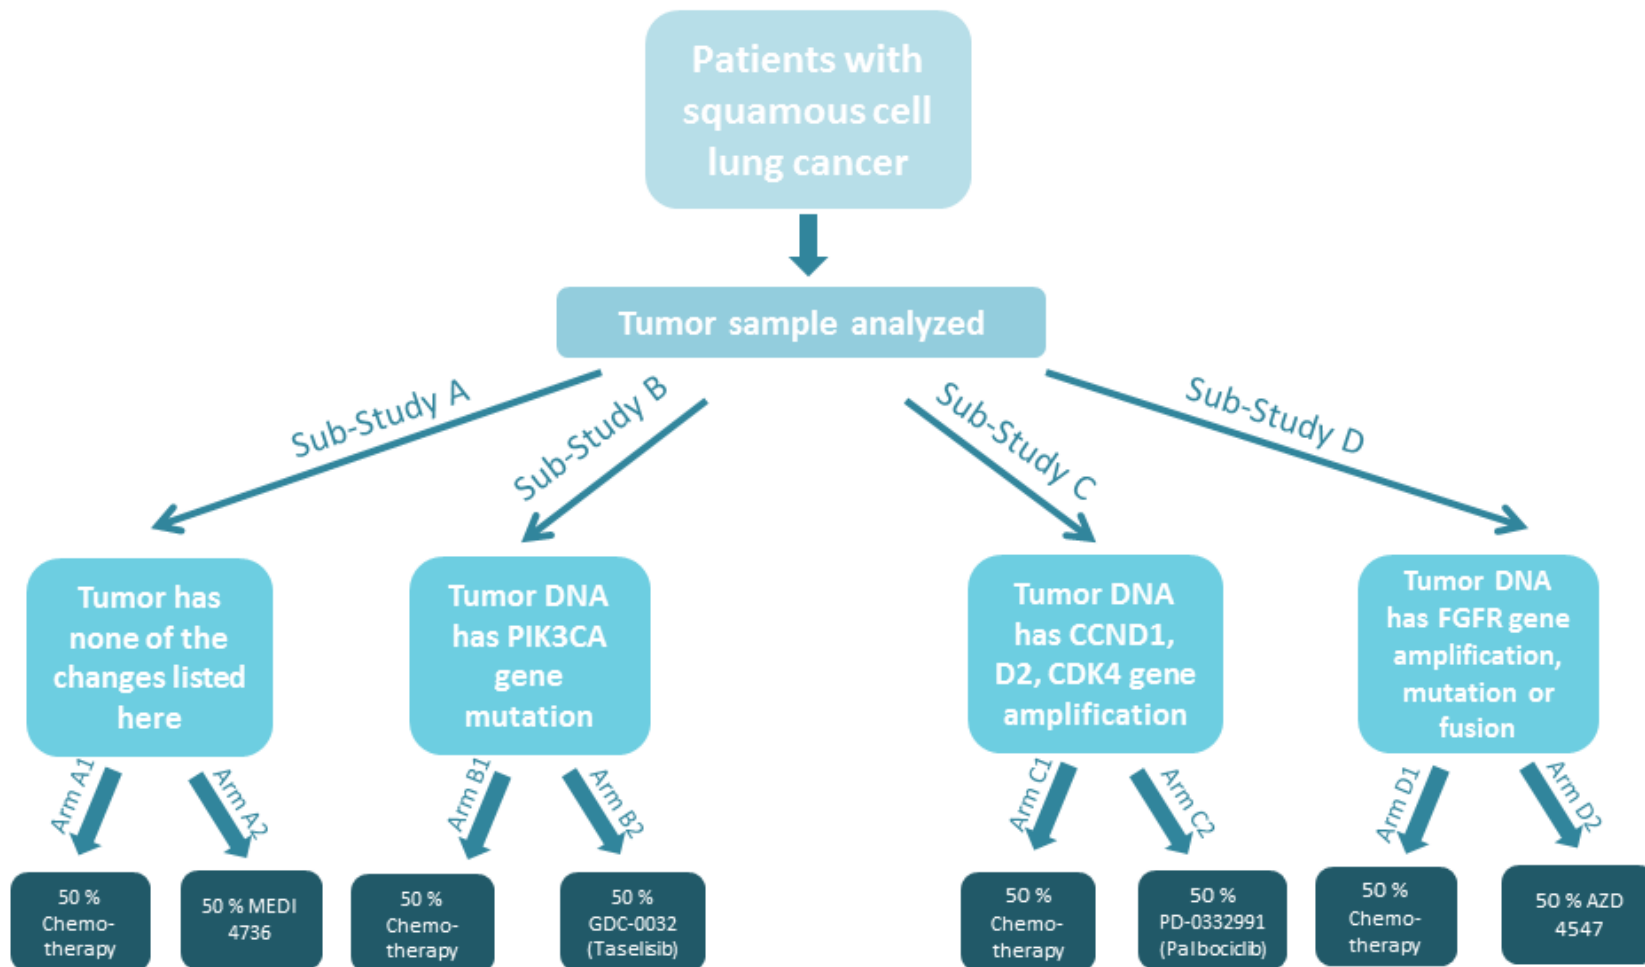 Patients with
squamous cell
lung cancer
Tumor sample analyzed
Sub-Study A
Sub-Study B
Sub-Study C
Sub-Study D
Tumor has
none of the
changes listed
here
Tumor DNA
has PIK3CA
gene
mutation
Tumor DNA
has CCND1,
D2, CDK4 gene
amplification
Tumor DNA
has FGFR gene
amplification,
mutation or
fusion
Arm A1
Arm A2
Arm B1
Arm B2
Arm C1
Arm C2
Arm D1
Arm D2
50 %
Chemo-
therapy
50 % MEDI
4736
50 %
Chemo-
therapy
50 %
GDC-0032
(Taselisib)
50 %
Chemo-
therapy
50 %
PD-0332991
(Palbociclib)
50 %
Chemo-
therapy
50 % AZD
4547